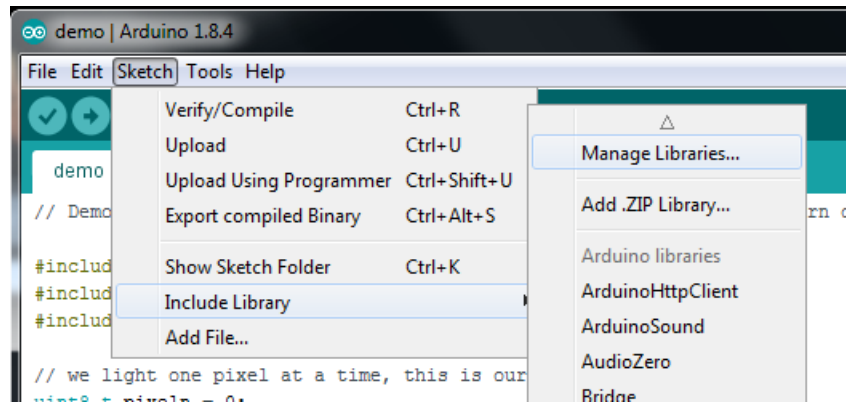 demo | Arduino 1.8.4
File Edit Sketch Tools Help
Verify/Compile Ctrl+R
Upload Ctrl+U
Upload Using Programmer Ctrl+Shift+U
Export compiled Binary Ctrl+Alt+S
Show Sketch Folder Ctrl+K
Include Library
Add File...
Manage Libraries...
Add .ZIP Library...
Arduino libraries
ArduinoHttpClient
ArduinoSound
AudioZero
Bridge
demo
// Demo
#includ
#includ
#includ
// we light one pixel at a time, this is our
uint8_t pixeln = 0;